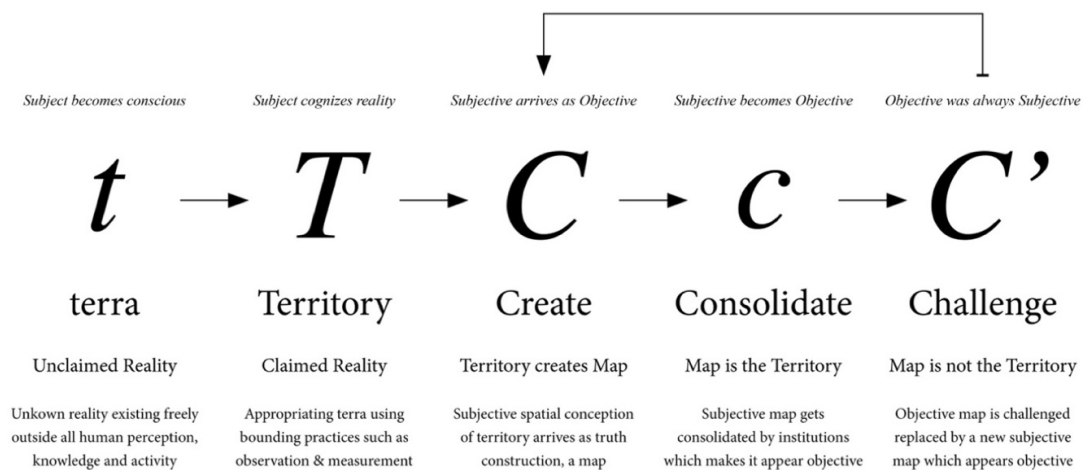 Subject becomes conscious
Subject cognizes reality
Subjective arrives as Objective
Subjective becomes Objective
Objective was always Subjective
t
T
C
c
C’
terra
Territory
Create
Consolidate
Challenge
Unclaimed Reality
Claimed Reality
Territory creates Map
Map is the Territory
Map is not the Territory
Unkown reality existing freely
outside all human perception,
knowledge and activity
Appropriating terra using
bounding practices such as
observation & measurement
Subjective spatial conception
of territory arrives as truth
construction, a map
Subjective map gets
consolidated by institutions
which makes it appear objective
Objective map is challenged
replaced by a new subjective
map which appears objective